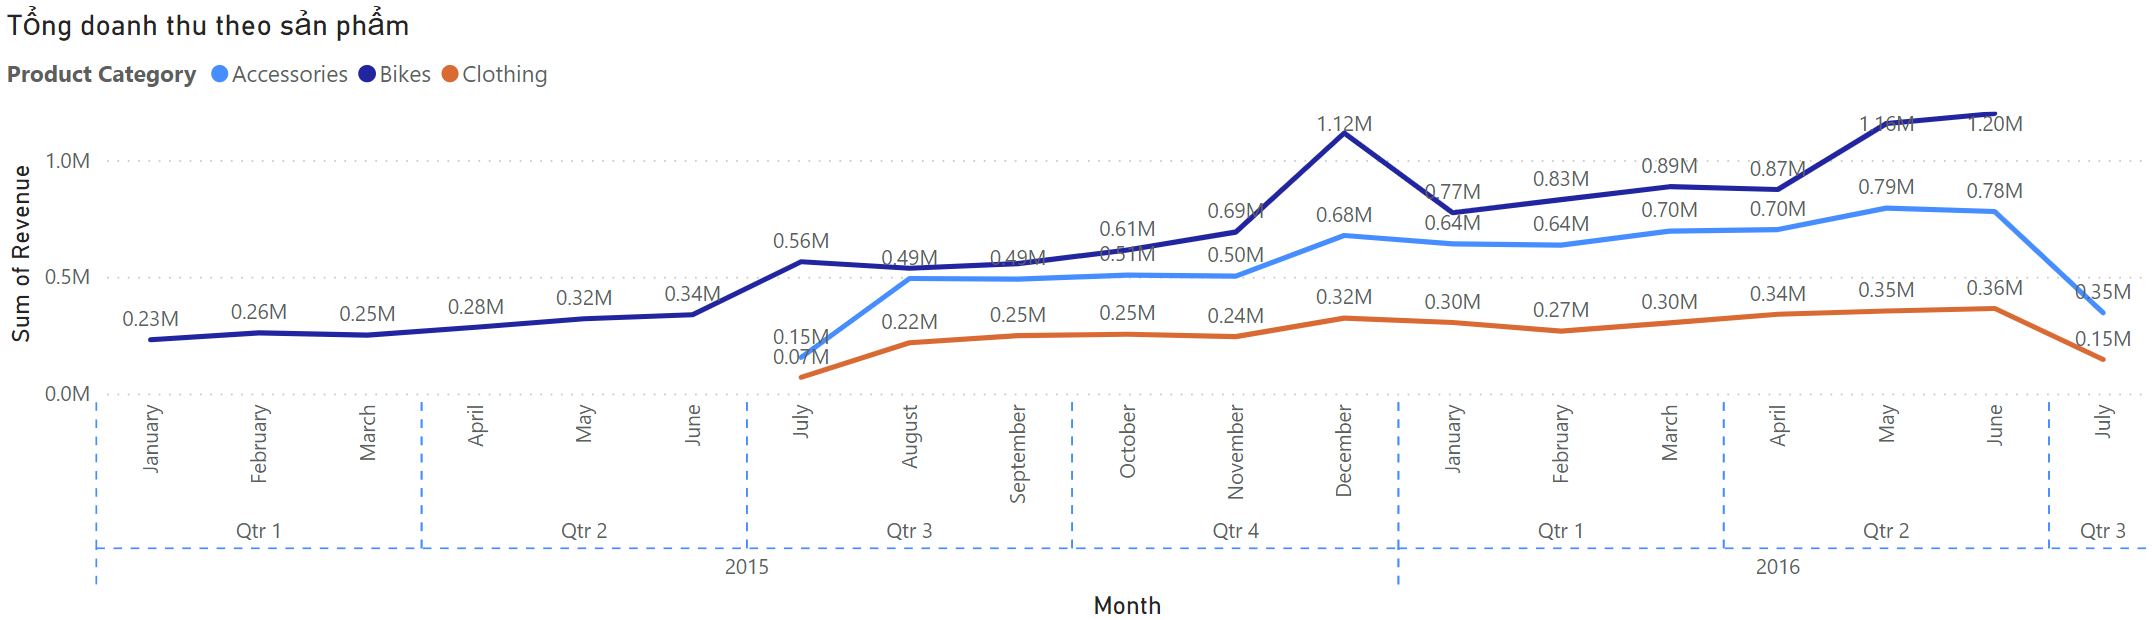 Tổng doanh thu theo sản phẩm
Product Category Accessories Bikes Clothing
Sum of Revenue
1.0M
0.5M
0.0M
0.23M 0.26M 0.25M 0.28M 0.32M 0.34M 0.56M 0.61M 0.69M 1.12M 0.77M 0.83M 0.89M 0.87M 1.16M 1.20M
0.15M 0.49M 0.49M 0.51M 0.50M 0.68M 0.64M 0.64M 0.70M 0.70M 0.79M 0.78M 0.35M
0.07M 0.22M 0.25M 0.25M 0.24M 0.32M 0.30M 0.27M 0.30M 0.34M 0.35M 0.36M 0.15M
January February March April May June July August September October November December January February March April May June July
Qtr 1 Qtr 2 Qtr 3 Qtr 4 Qtr 1 Qtr 2 Qtr 3
2015 2016
Month